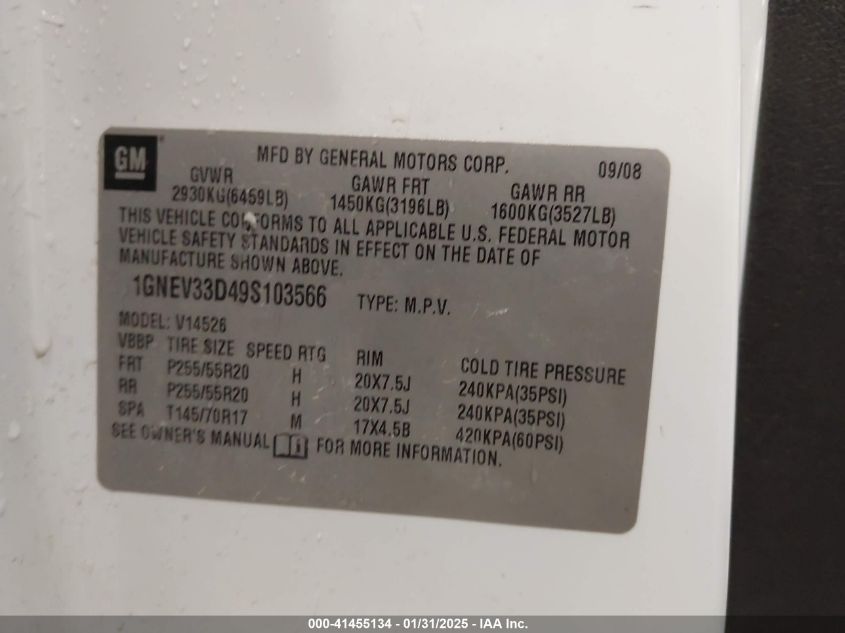 GM
MFD BY GENERAL MOTORS CORP. 09/08
GVWR GAWR FRT GAWR RR
2930KG(6459LB) 1450KG(3196LB) 1600KG(3527LB)
THIS VEHICLE CONFORMS TO ALL APPLICABLE U.S. FEDERAL MOTOR
VEHICLE SAFETY STANDARDS IN EFFECT ON THE DATE OF
MANUFACTURE SHOWN ABOVE.
1GNEV33D49S103566 TYPE: M.P.V.
MODEL: V14526
VBBP TIRE SIZE SPEED RTG RIM COLD TIRE PRESSURE
FRT P255/55R20 H 20X7.5J 240KPA(35PSI)
RR P255/55R20 H 20X7.5J 240KPA(35PSI)
SPA T145/70R17 M 17X4.5B 420KPA(60PSI)
SEE OWNER'S MANUAL FOR MORE INFORMATION.
000-41455134 - 01/31/2025 - IAA Inc.